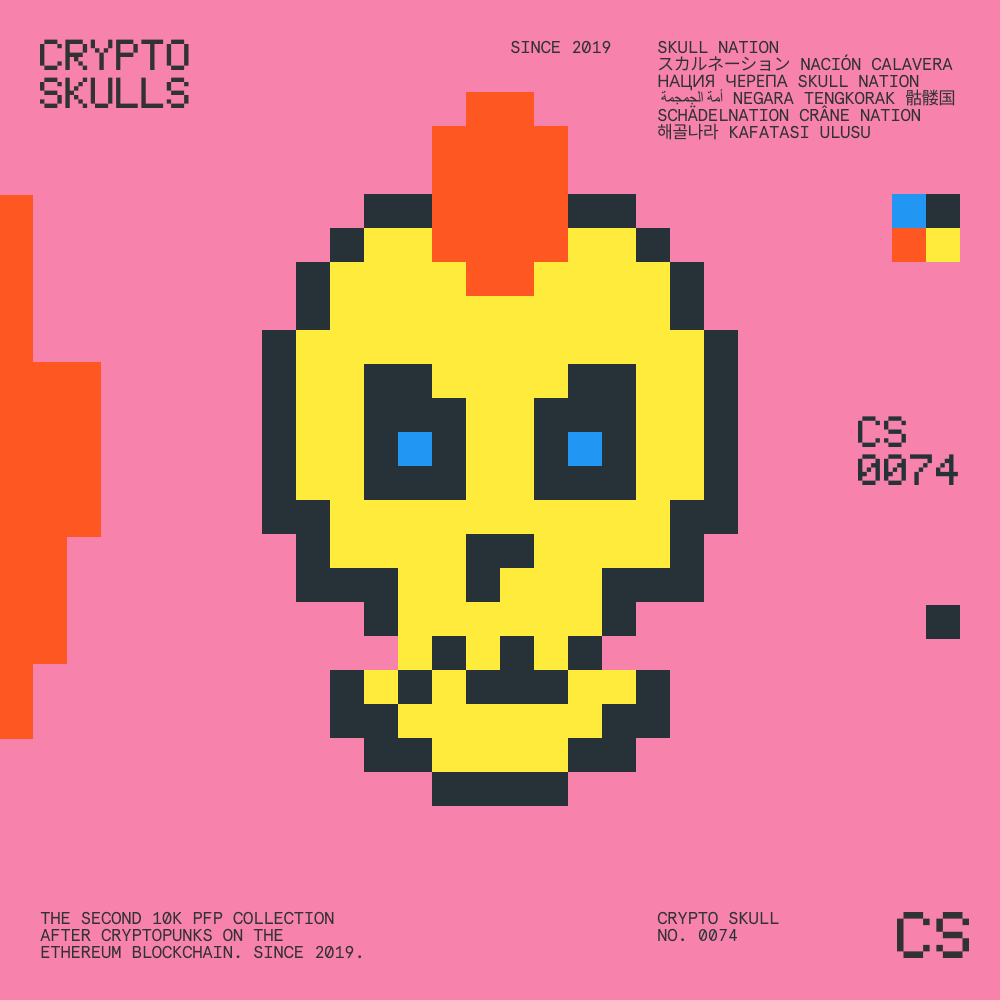 CRYPTO
SKULLS
SINCE 2019
SKULL NATION
スカルネーション NACIÓN CALAVERA
НАЦИЯ ЧЕРЕПА SKULL NATION
أمة الجمجمة NEGARA TENGKORAK 骷髅国
SCHÄDELNATION CRÂNE NATION
해골나라 KAFATASI ULUSU
CS
0074
THE SECOND 10K PFP COLLECTION
AFTER CRYPTOPUNKS ON THE
ETHEREUM BLOCKCHAIN. SINCE 2019.
CRYPTO SKULL
NO. 0074
CS